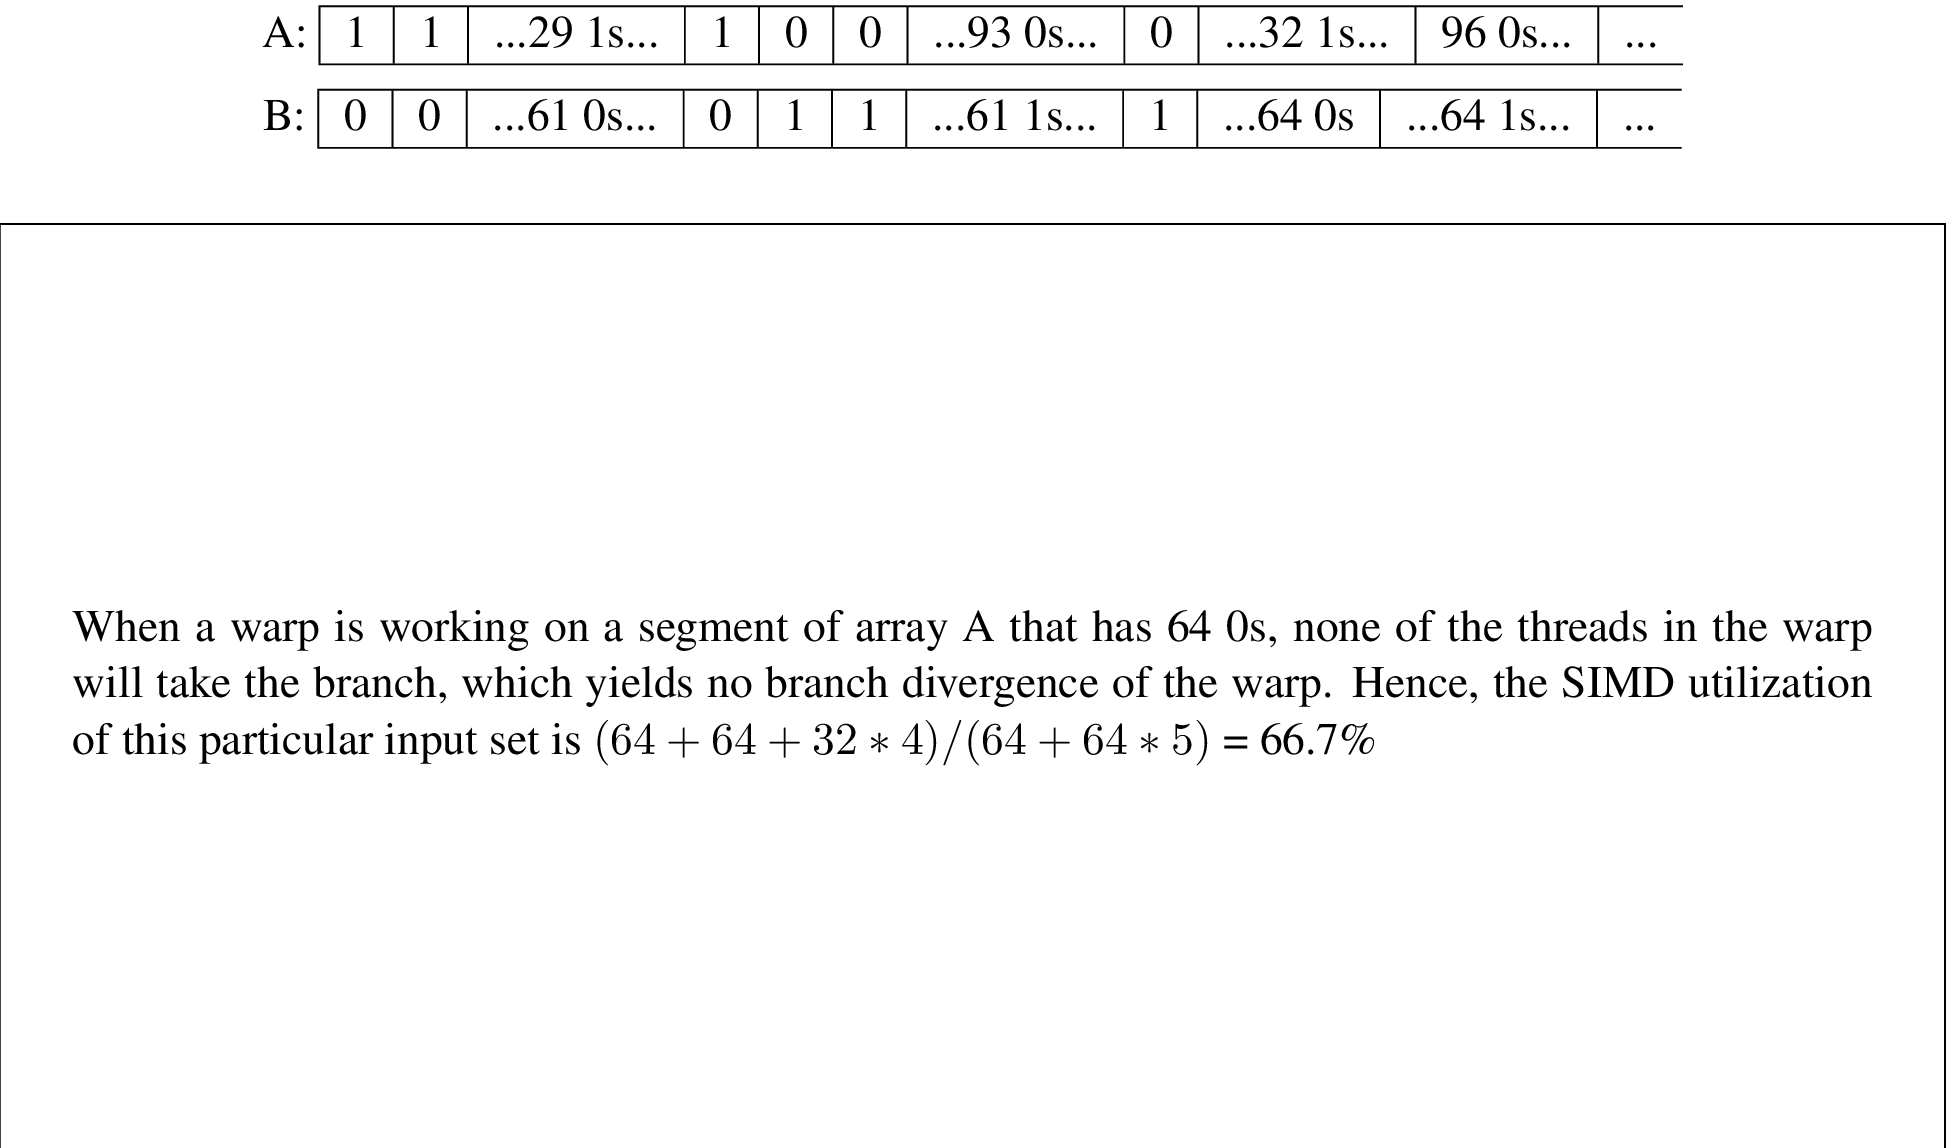 A: 1 1 ...29 1s... 1 0 0 ...93 0s... 0 ...32 1s... 96 0s... ...
B: 0 0 ...61 0s... 0 1 1 ...61 1s... 1 ...64 0s ...64 1s... ...
When a warp is working on a segment of array A that has 64 0s, none of the threads in the warp
will take the branch, which yields no branch divergence of the warp. Hence, the SIMD utilization
of this particular input set is (64 + 64 + 32 ∗ 4)/(64 + 64 ∗ 5) = 66.7%